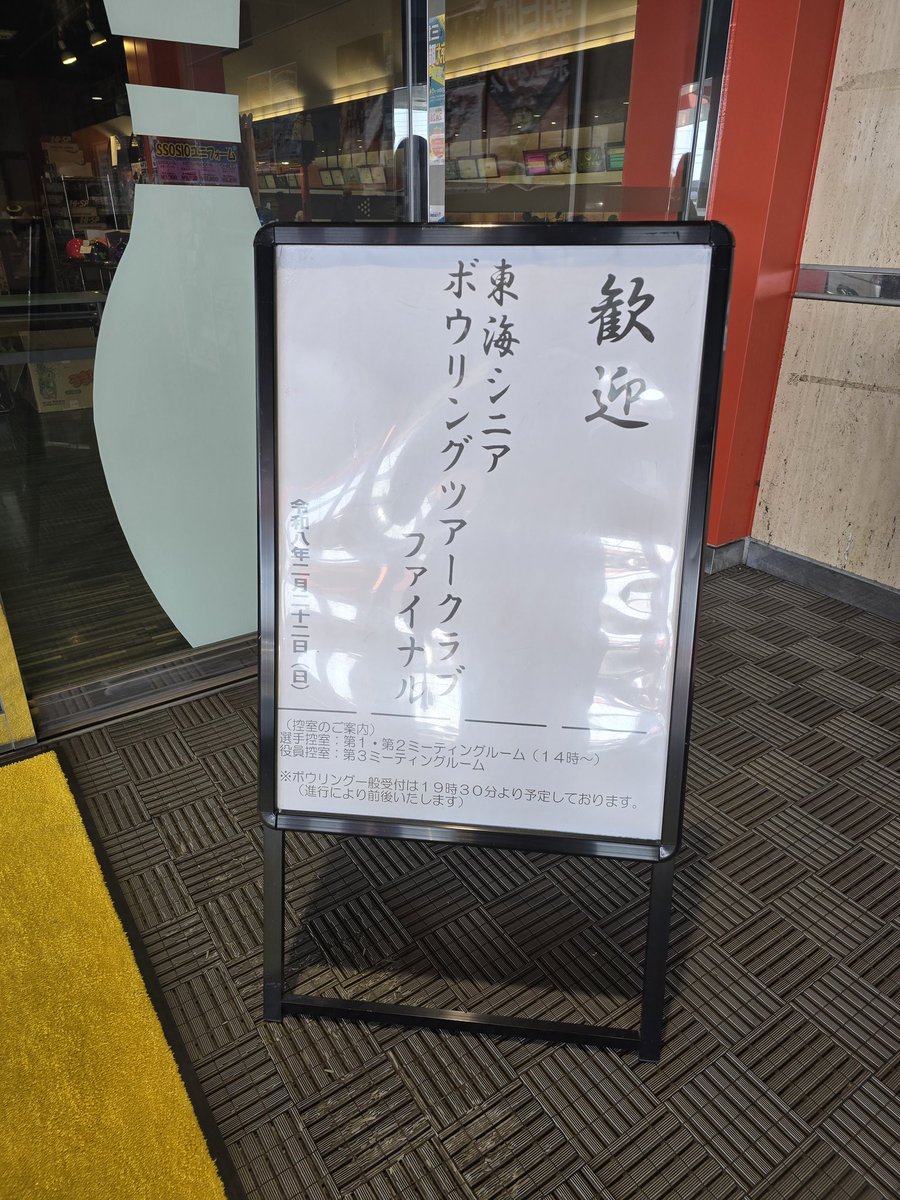 歓迎
東海シニア
ボウリングツアークラブ
ファイナル
令和八年二月二十二日（日）
（控室のご案内）
選手控室：第１・第２ミーティングルーム（１４時～）
役員控室：第３ミーティングルーム
※ボウリング一般受付は１９時３０分より予定しております。
（進行により前後いたします）